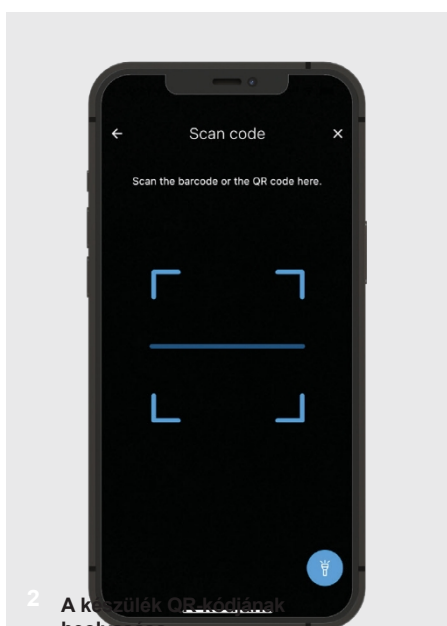 Scan code
Scan the barcode or the QR code here.
2 A készülék QR-kódjának